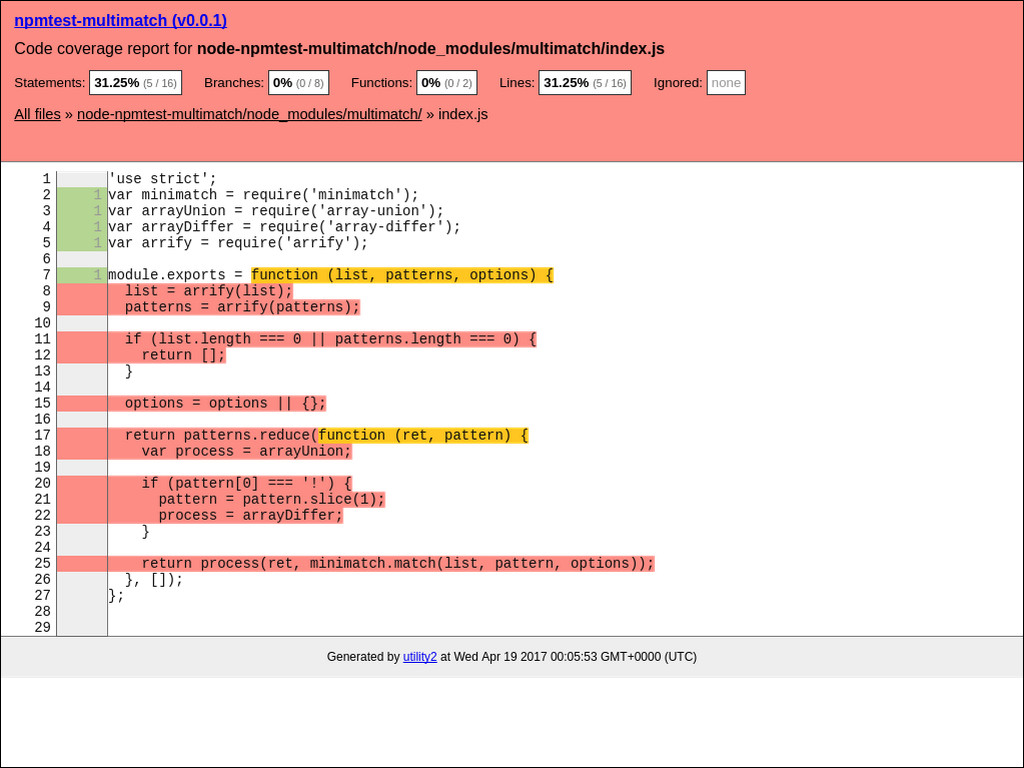 npmtest-multimatch (v0.0.1)
Code coverage report for node-npmtest-multimatch/node_modules/multimatch/index.js
Statements: 31.25% (5 / 16) Branches: 0% (0 / 8) Functions: 0% (0 / 2) Lines: 31.25% (5 / 16) Ignored: none
All files » node-npmtest-multimatch/node_modules/multimatch/ » index.js
1 'use strict';
2 1 var minimatch = require('minimatch');
3 1 var arrayUnion = require('array-union');
4 1 var arrayDiffer = require('array-differ');
5 1 var arrify = require('arrify');
6
7 1 module.exports = function (list, patterns, options) {
8   list = arrify(list);
9   patterns = arrify(patterns);
10
11   if (list.length === 0 || patterns.length === 0) {
12     return [];
13   }
14
15   options = options || {};
16
17   return patterns.reduce(function (ret, pattern) {
18     var process = arrayUnion;
19
20     if (pattern[0] === '!') {
21       pattern = pattern.slice(1);
22       process = arrayDiffer;
23     }
24
25     return process(ret, minimatch.match(list, pattern, options));
26   }, []);
27 };
28
29
Generated by utility2 at Wed Apr 19 2017 00:05:53 GMT+0000 (UTC)